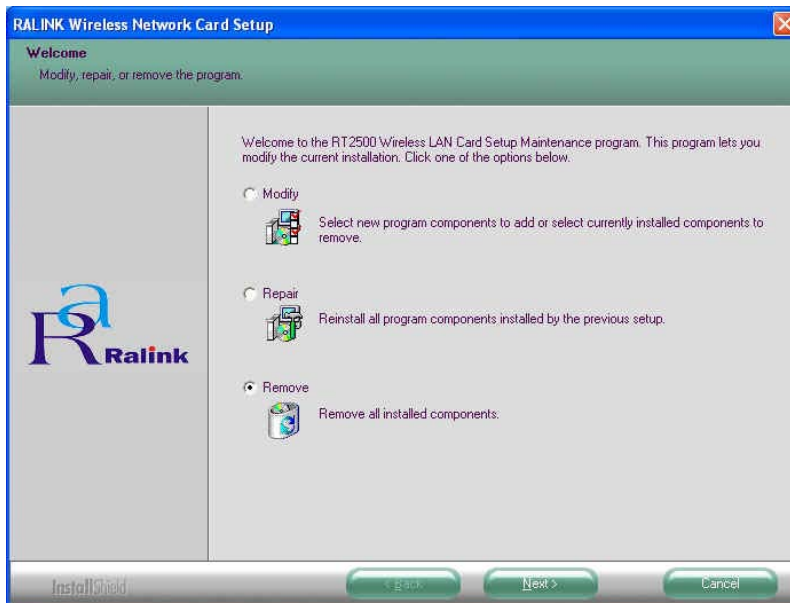 RALINK Wireless Network Card Setup
Welcome
Modify, repair, or remove the program.
Welcome to the RT2500 Wireless LAN Card Setup Maintenance program. This program lets you
modify the current installation. Click one of the options below.
Modify
Select new program components to add or select currently installed components to
remove.
Repair
Reinstall all program components installed by the previous setup.
Ra
Ralink
Remove
Remove all installed components.
InstallShield
< Back
Next >
Cancel